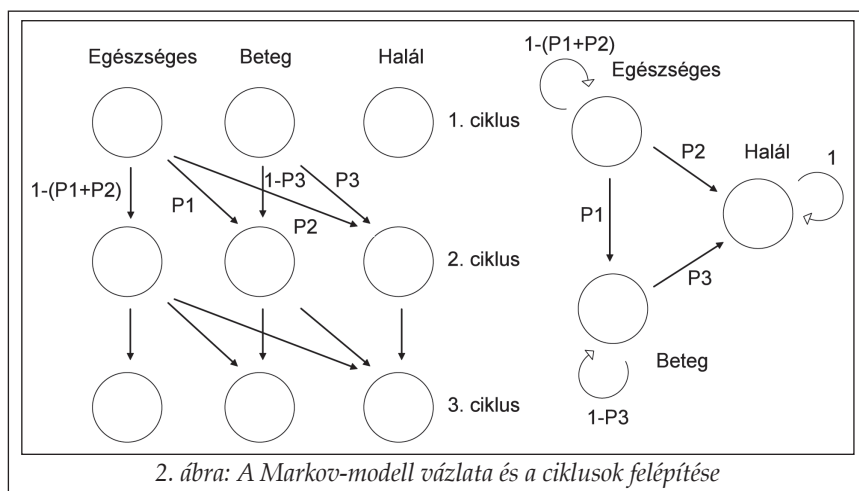 Egészséges Beteg Halál
1. ciklus
1-(P1+P2) P1 1-P3 P3
P2
2. ciklus
3. ciklus
1-(P1+P2)
Egészséges
P2 Halál 1
P1
P3
Beteg
1-P3
2. ábra: A Markov-modell vázlata és a ciklusok felépítése